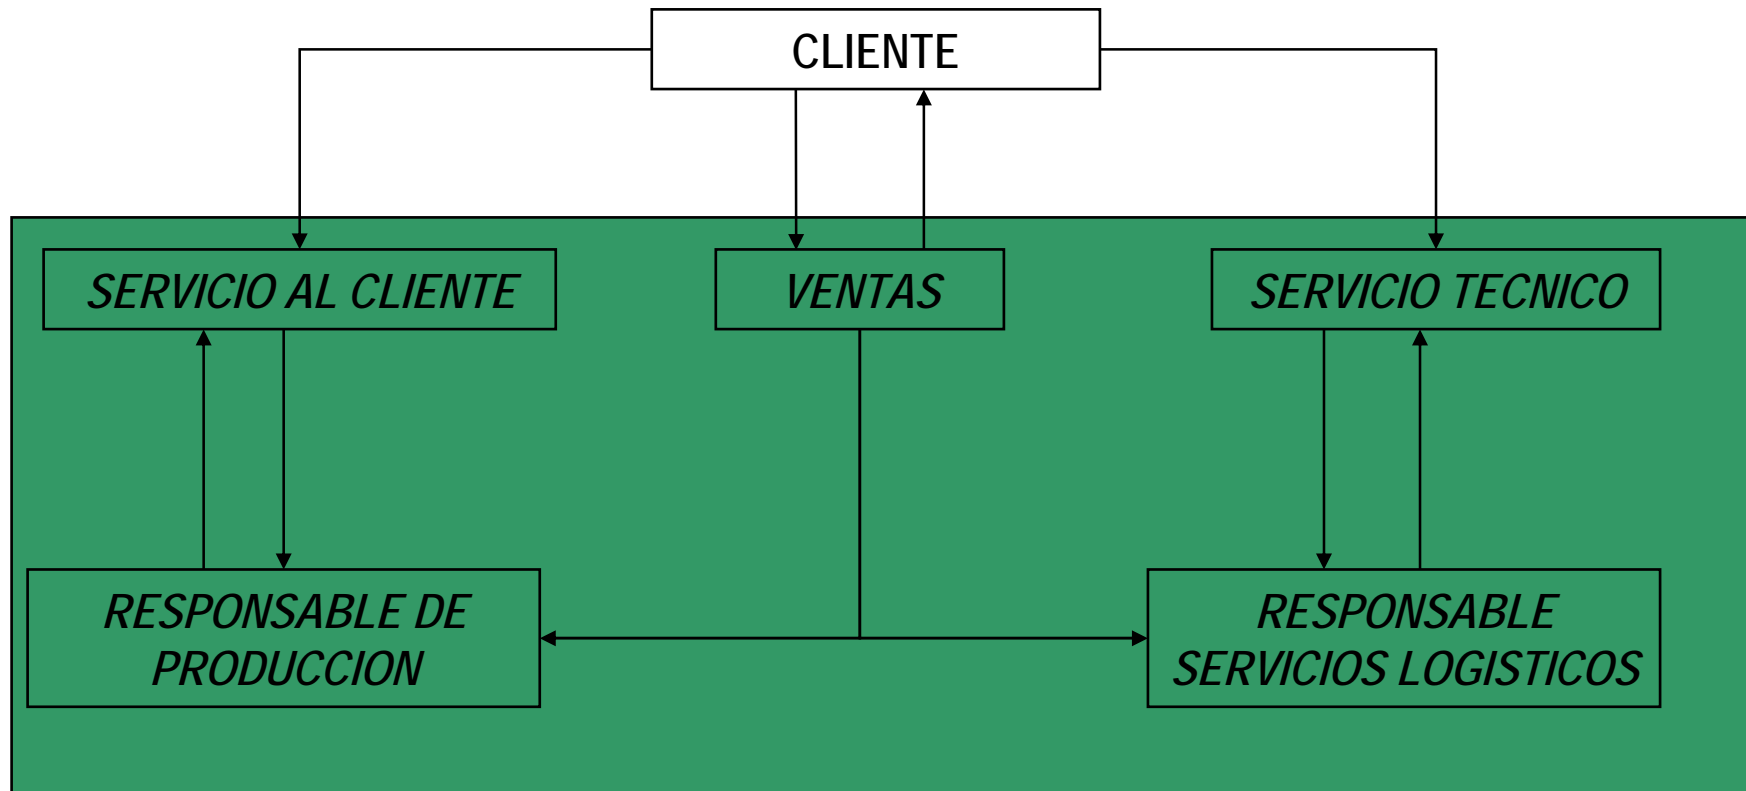 CLIENTE
SERVICIO AL CLIENTE
VENTAS
SERVICIO TECNICO
RESPONSABLE DE
PRODUCCION
RESPONSABLE
SERVICIOS LOGISTICOS